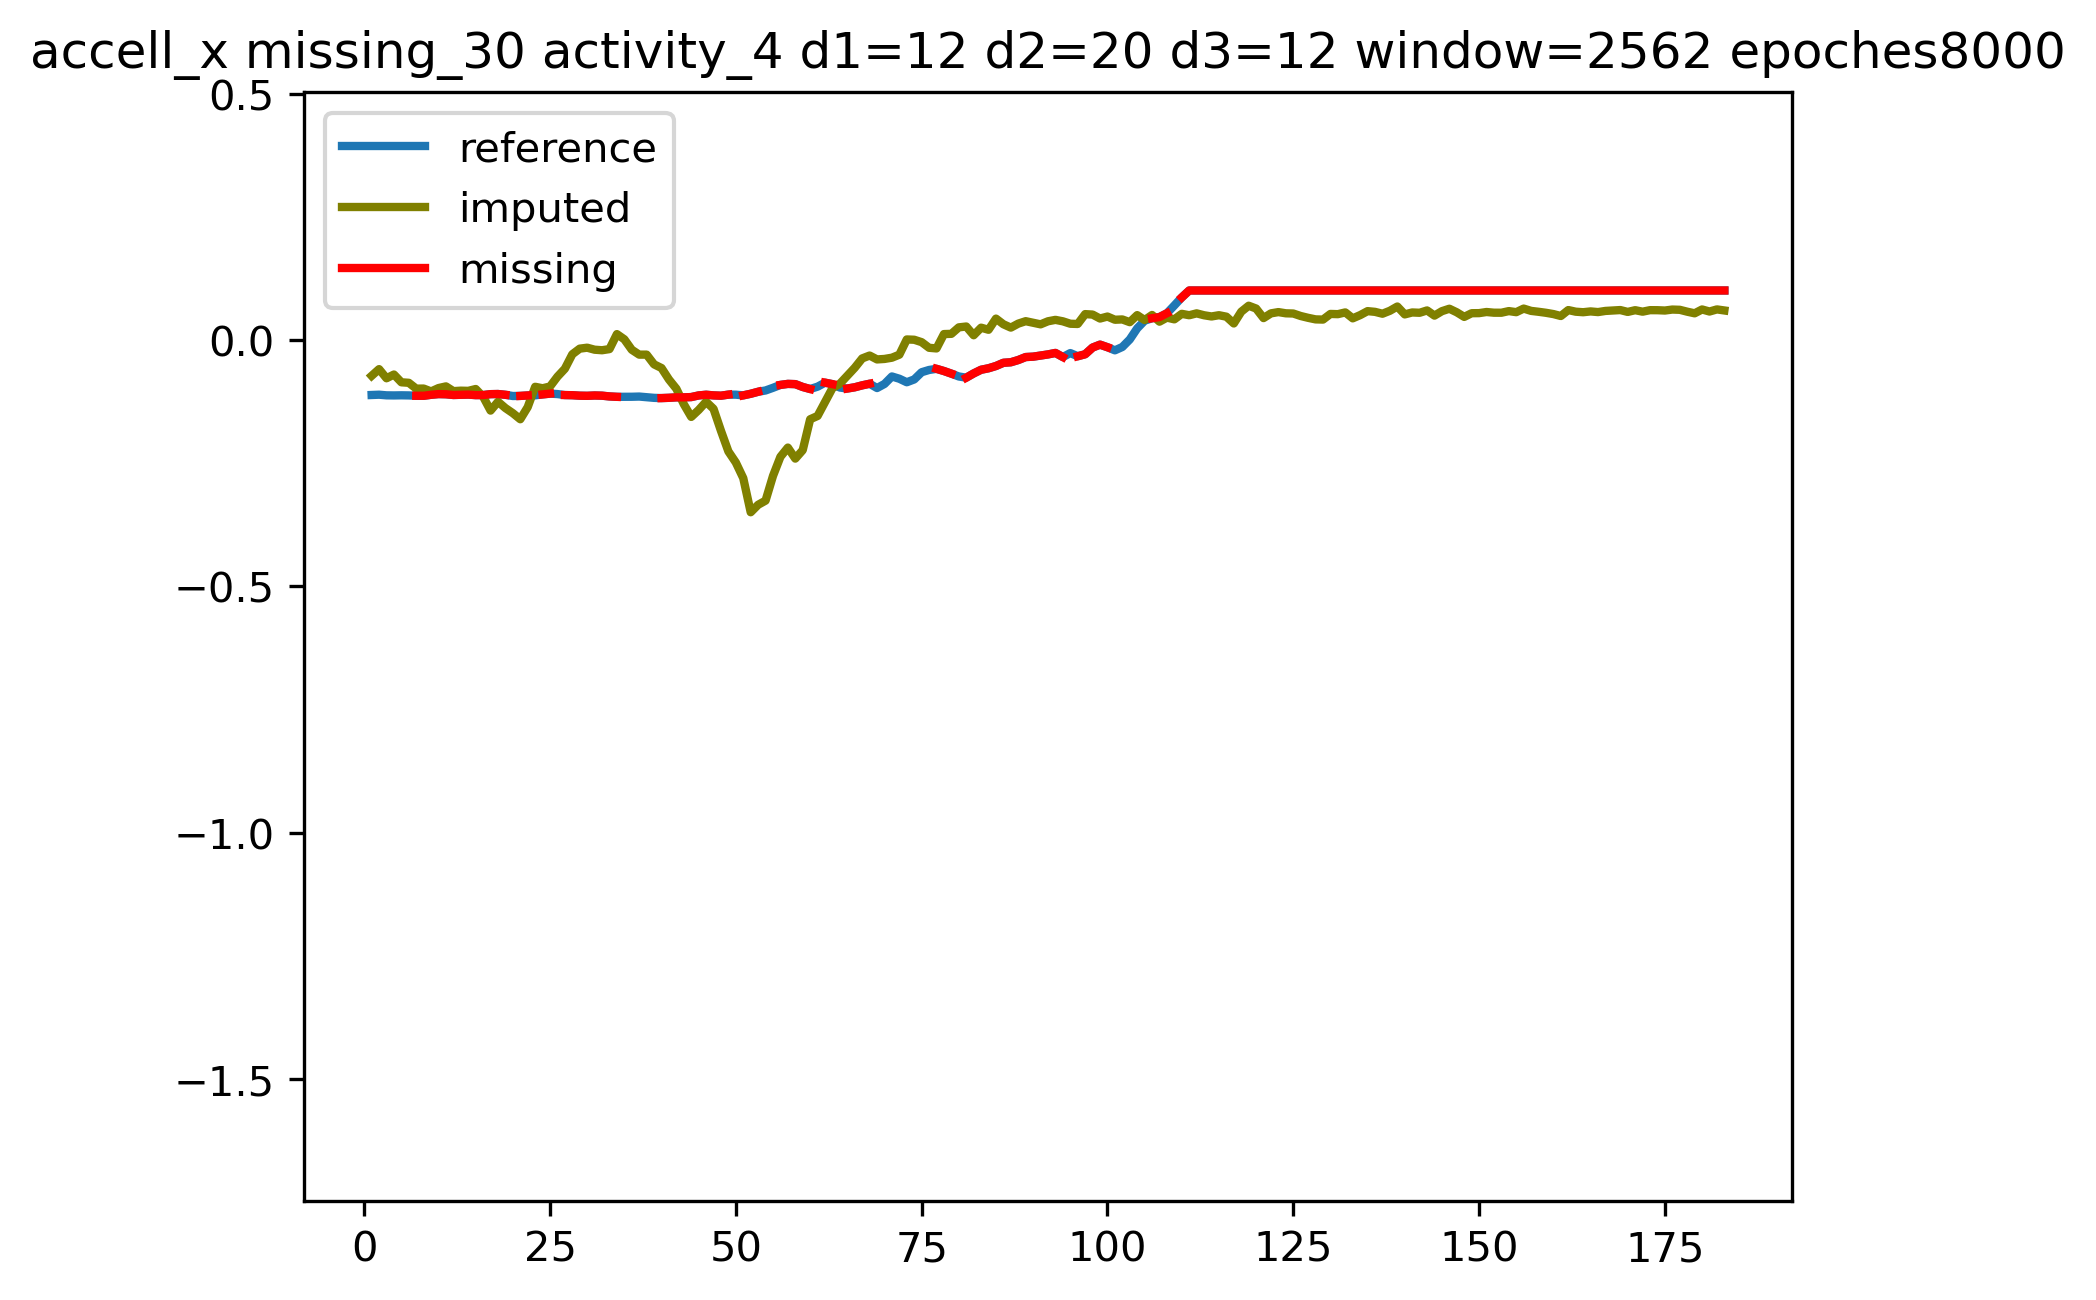 accell_x missing_30 activity_4 d1=12 d2=20 d3=12 window=2562 epoches8000
0.5
reference
imputed
missing
0.0
−0.5
−1.0
−1.5
0 25 50 75 100 125 150 175